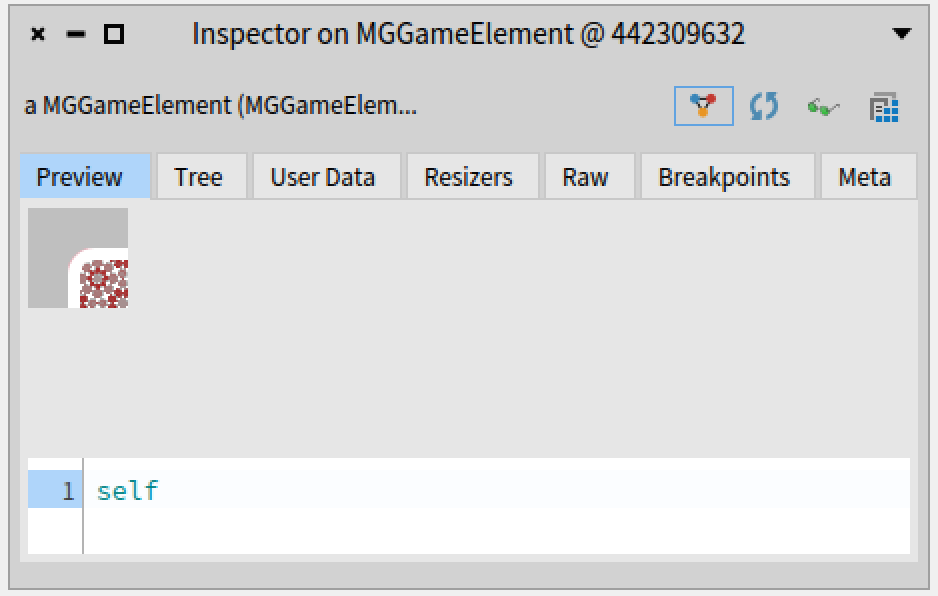 Inspector on MGGameElement @ 442309632
a MGGameElement (MGGameElem...
Preview Tree User Data Resizers Raw Breakpoints Meta
1 self